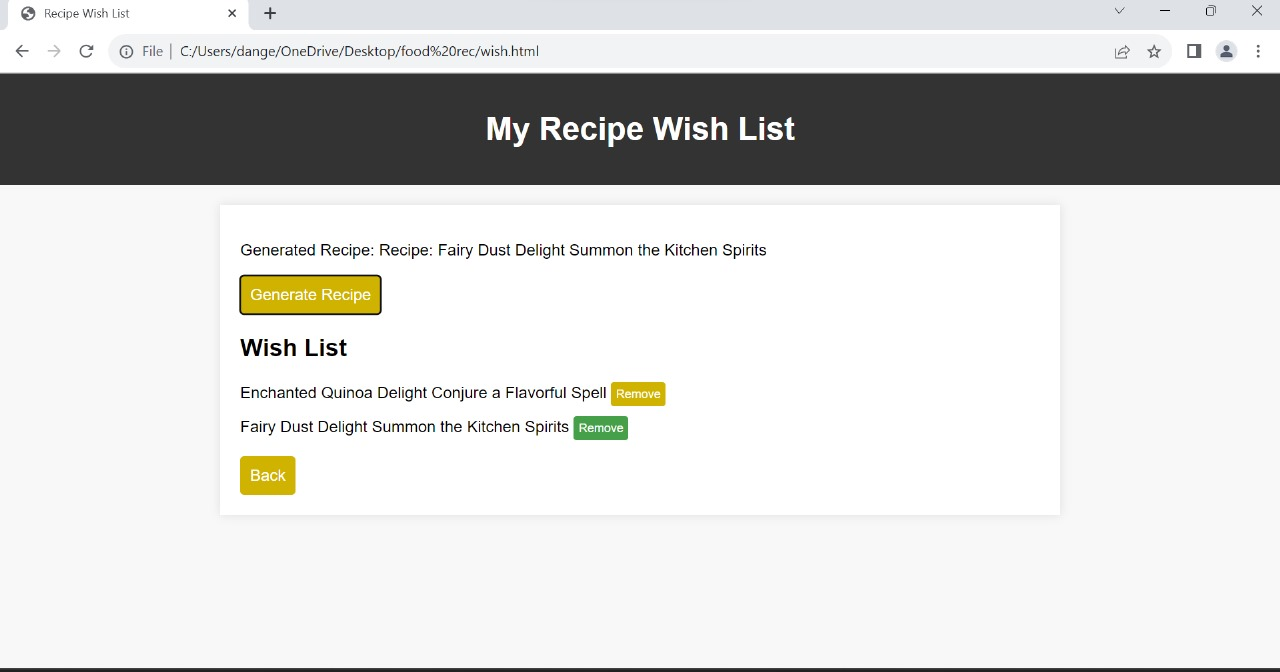 Recipe Wish List
File | C:/Users/dange/OneDrive/Desktop/food%20rec/wish.html
My Recipe Wish List
Generated Recipe: Recipe: Fairy Dust Delight Summon the Kitchen Spirits
Generate Recipe
Wish List
Enchanted Quinoa Delight Conjure a Flavorful Spell Remove
Fairy Dust Delight Summon the Kitchen Spirits Remove
Back